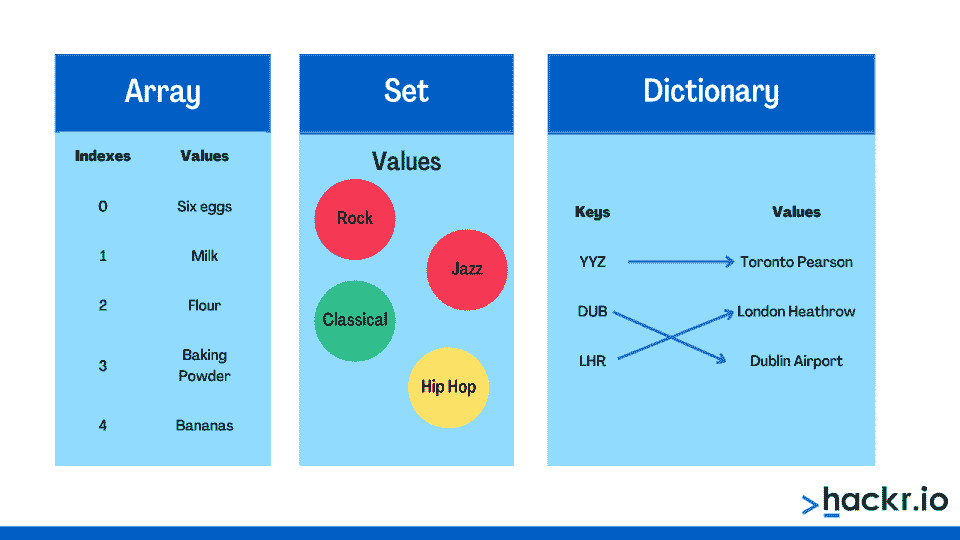 Array
Indexes Values
0 Six eggs
1 Milk
2 Flour
3 Baking
Powder
4 Bananas
Set
Values
Rock
Jazz
Classical
Hip Hop
Dictionary
Keys Values
YYZ Toronto Pearson
DUB London Heathrow
LHR Dublin Airport
>hackr.io